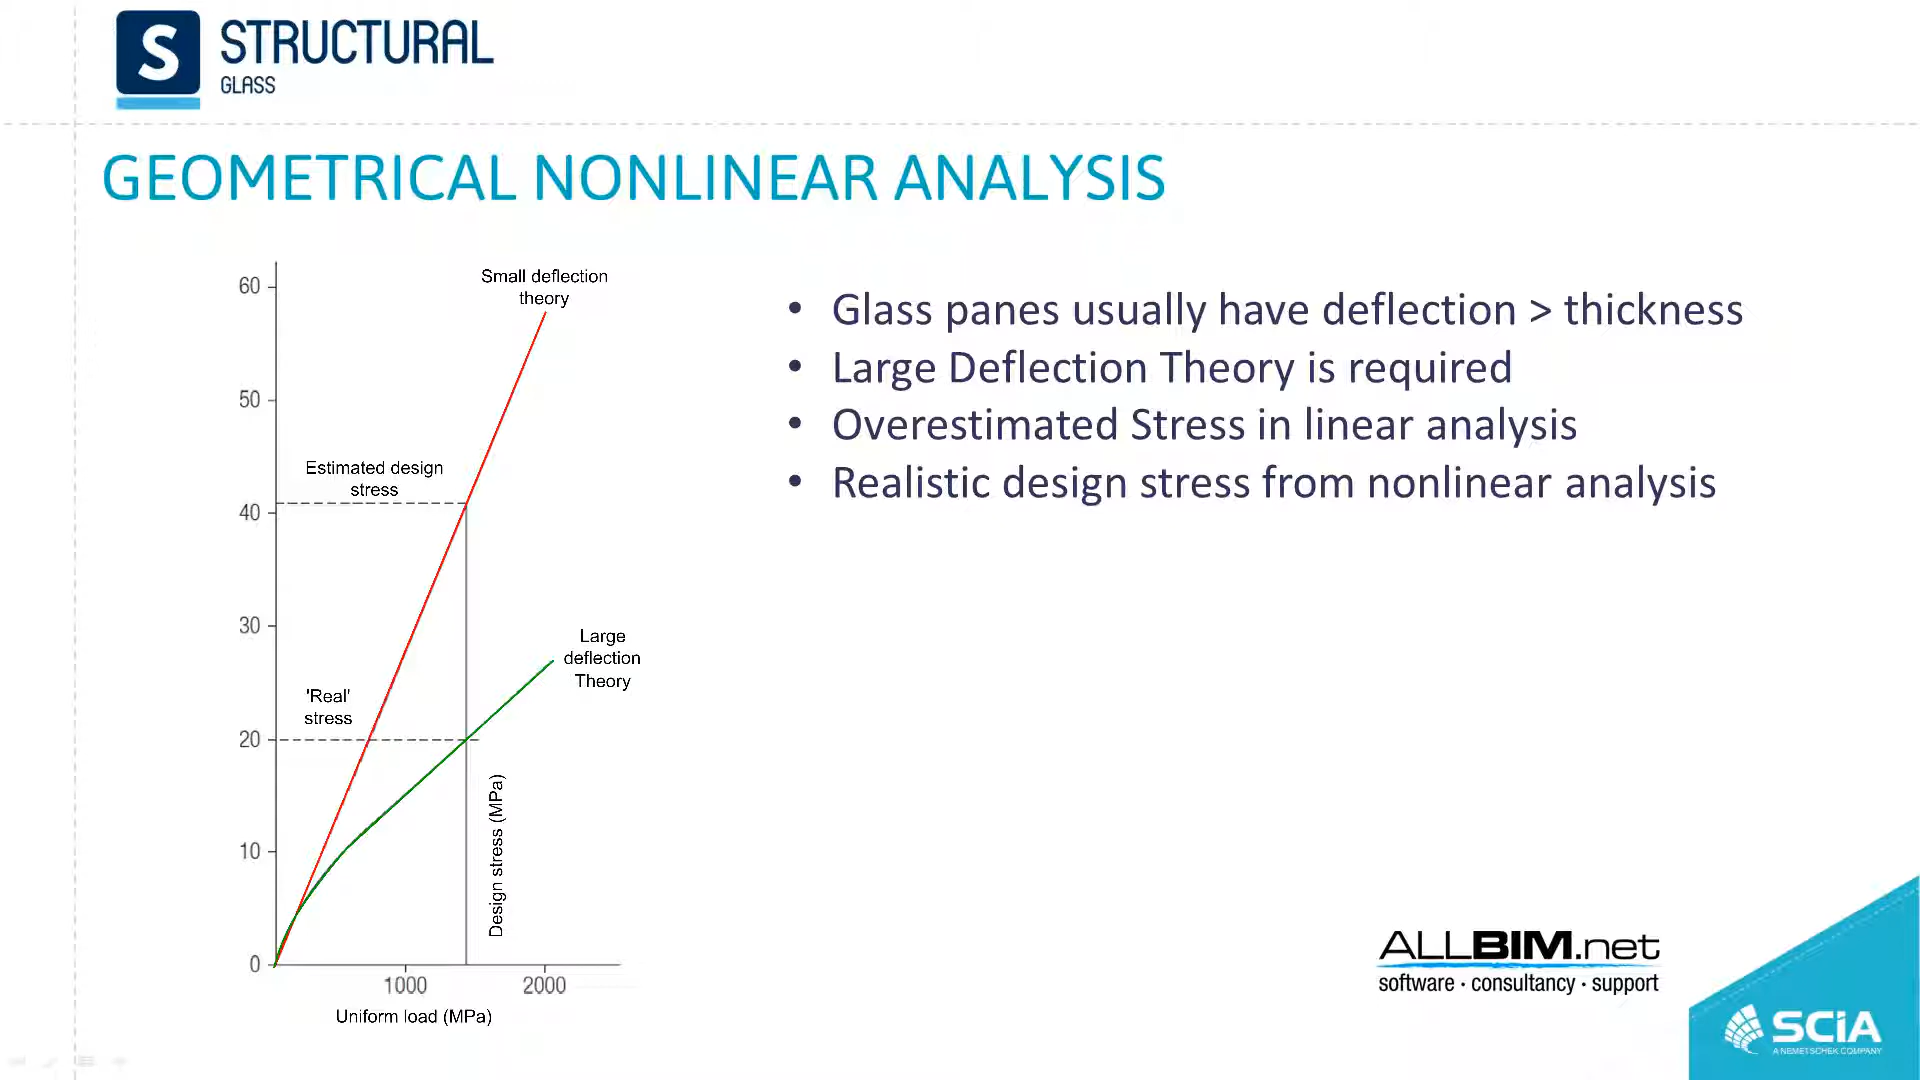 S STRUCTURAL
GLASS
GEOMETRICAL NONLINEAR ANALYSIS
60
50
40
30
20
10
0
1000
2000
Uniform load (MPa)
Design stress (MPa)
Small deflection
theory
Estimated design
stress
Large
deflection
Theory
'Real'
stress
• Glass panes usually have deflection > thickness
• Large Deflection Theory is required
• Overestimated Stress in linear analysis
• Realistic design stress from nonlinear analysis
ALLBIM.net
software · consultancy · support
SCiA
A NEMETSCHEK COMPANY